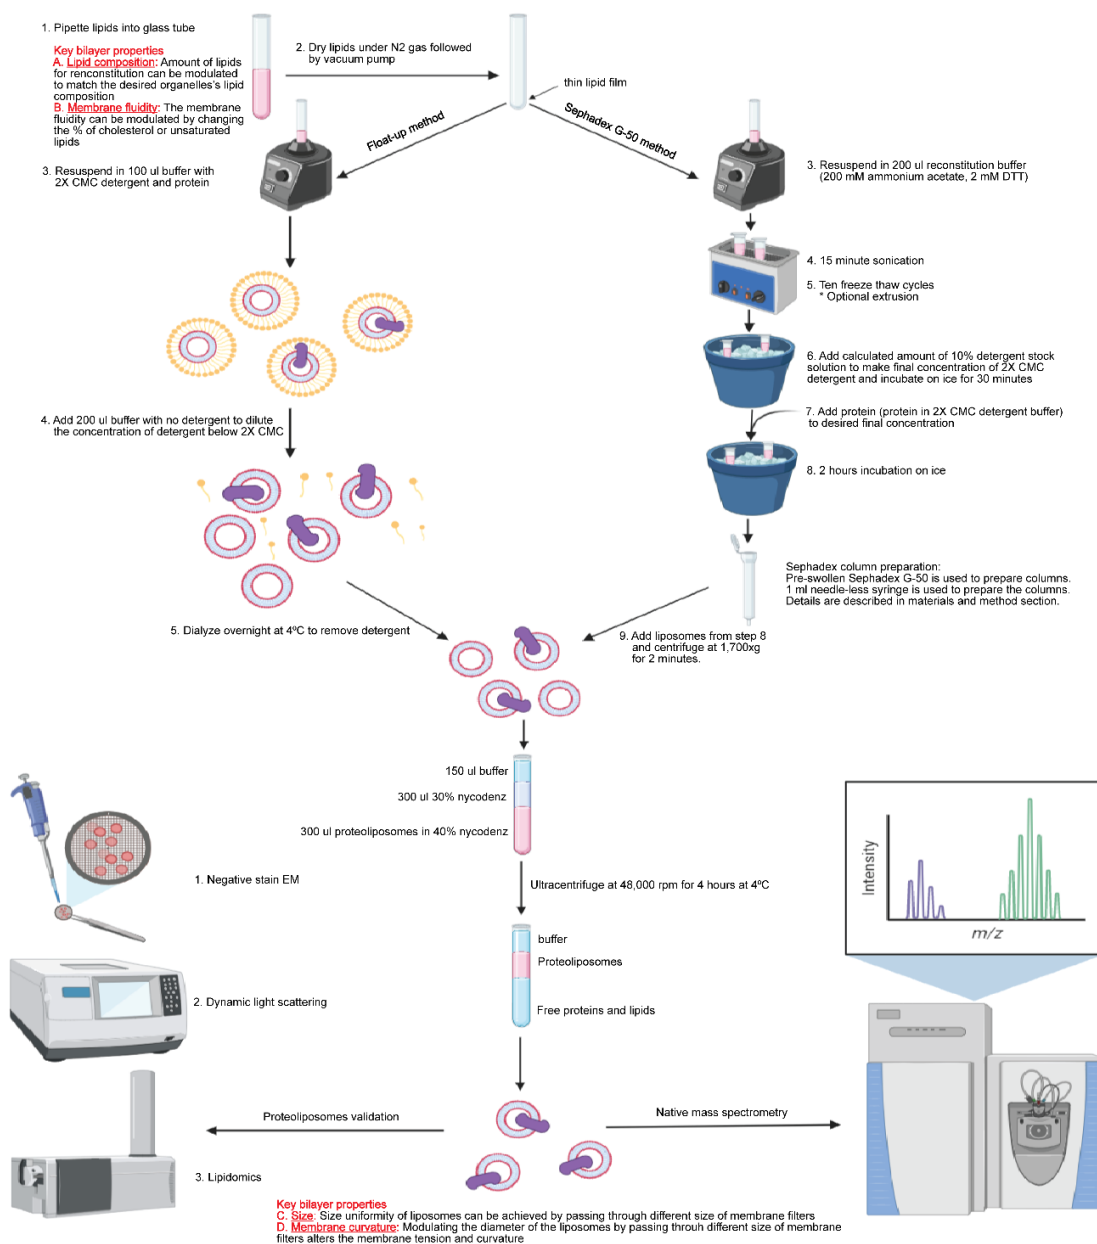 1. Pipette lipids into glass tube
Key bilayer properties
A. Lipid composition: Amount of lipids
for renconstitution can be modulated
to match the desired organelles's lipid
composition
B. Membrane fluidity: The membrane
fluidity can be modulated by changing
the % of cholesterol or unsaturated
lipids
2. Dry lipids under N2 gas followed
by vacuum pump
thin lipid film
Float-up method
Sephadex G-50 method
3. Resuspend in 100 ul buffer with
2X CMC detergent and protein
3. Resuspend in 200 ul reconstitution buffer
(200 mM ammonium acetate, 2 mM DTT)
4. 15 minute sonication
5. Ten freeze thaw cycles
* Optional extrusion
6. Add calculated amount of 10% detergent stock
solution to make final concentration of 2X CMC
detergent and incubate on ice for 30 minutes
4. Add 200 ul buffer with no detergent to dilute
the concentration of detergent below 2X CMC
7. Add protein (protein in 2X CMC detergent buffer)
to desired final concentration
8. 2 hours incubation on ice
Sephadex column preparation:
Pre-swollen Sephadex G-50 is used to prepare columns.
1 ml needle-less syringe is used to prepare the columns.
Details are described in materials and method section.
5. Dialyze overnight at 4ºC to remove detergent
9. Add liposomes from step 8
and centrifuge at 1,700xg
for 2 minutes.
150 ul buffer
300 ul 30% nycodenz
300 ul proteoliposomes in 40% nycodenz
Ultracentrifuge at 48,000 rpm for 4 hours at 4ºC
buffer
Proteoliposomes
Free proteins and lipids
1. Negative stain EM
2. Dynamic light scattering
3. Lipidomics
Proteoliposomes validation
Native mass spectrometry
Intensity
m/z
Key bilayer properties
C. Size: Size uniformity of liposomes can be achieved by passing through different size of membrane filters
D. Membrane curvature: Modulating the diameter of the liposomes by passing throuh different size of membrane
filters alters the membrane tension and curvature